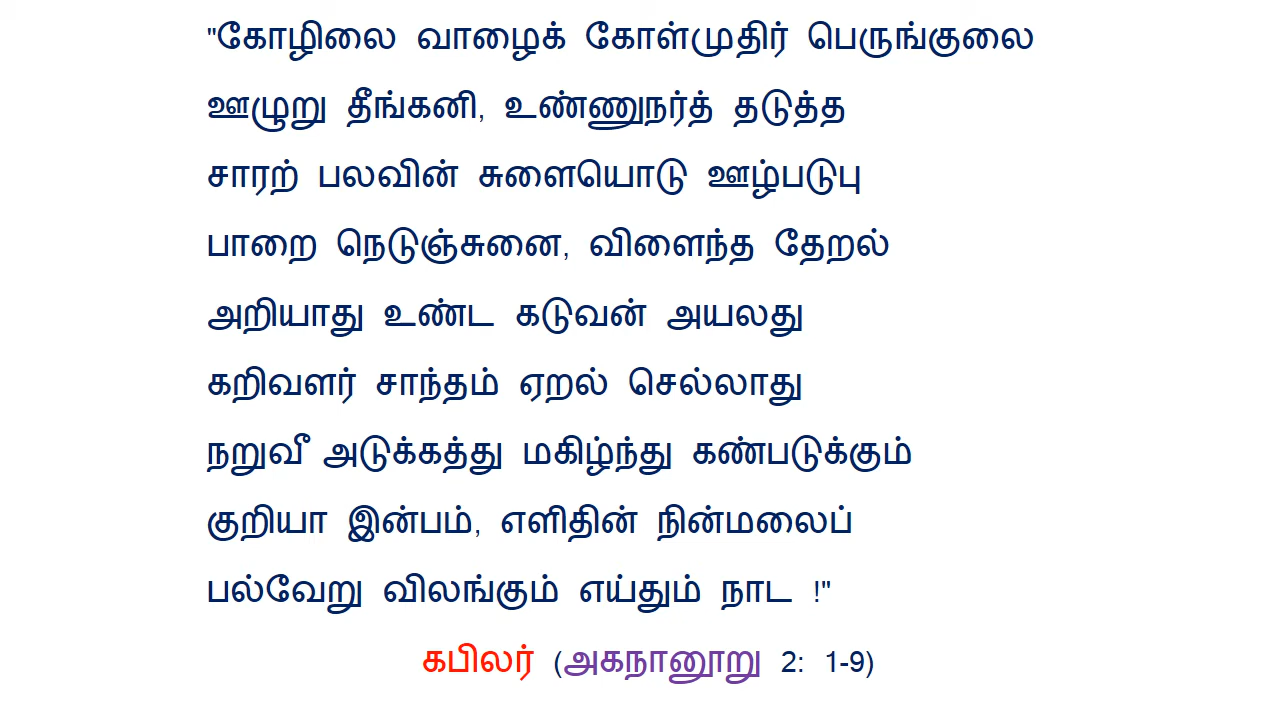 "கோழிலை வாழைக் கோள்முதிர் பெருங்குலை
ஊழுறு தீங்கனி, உண்ணுநர்த் தடுத்த
சாரற் பலவின் சுளையொடு ஊழ்படுபு
பாறை நெடுஞ்சுனை, விளைந்த தேறல்
அறியாது உண்ட கடுவன் அயலது
கறிவளர் சாந்தம் ஏறல் செல்லாது
நறுவீ அடுக்கத்து மகிழ்ந்து கண்படுக்கும்
குறியா இன்பம், எளிதின் நின்மலைப்
பல்வேறு விலங்கும் எய்தும் நாட !"
கபிலர் (அகநானூறு 2: 1-9)